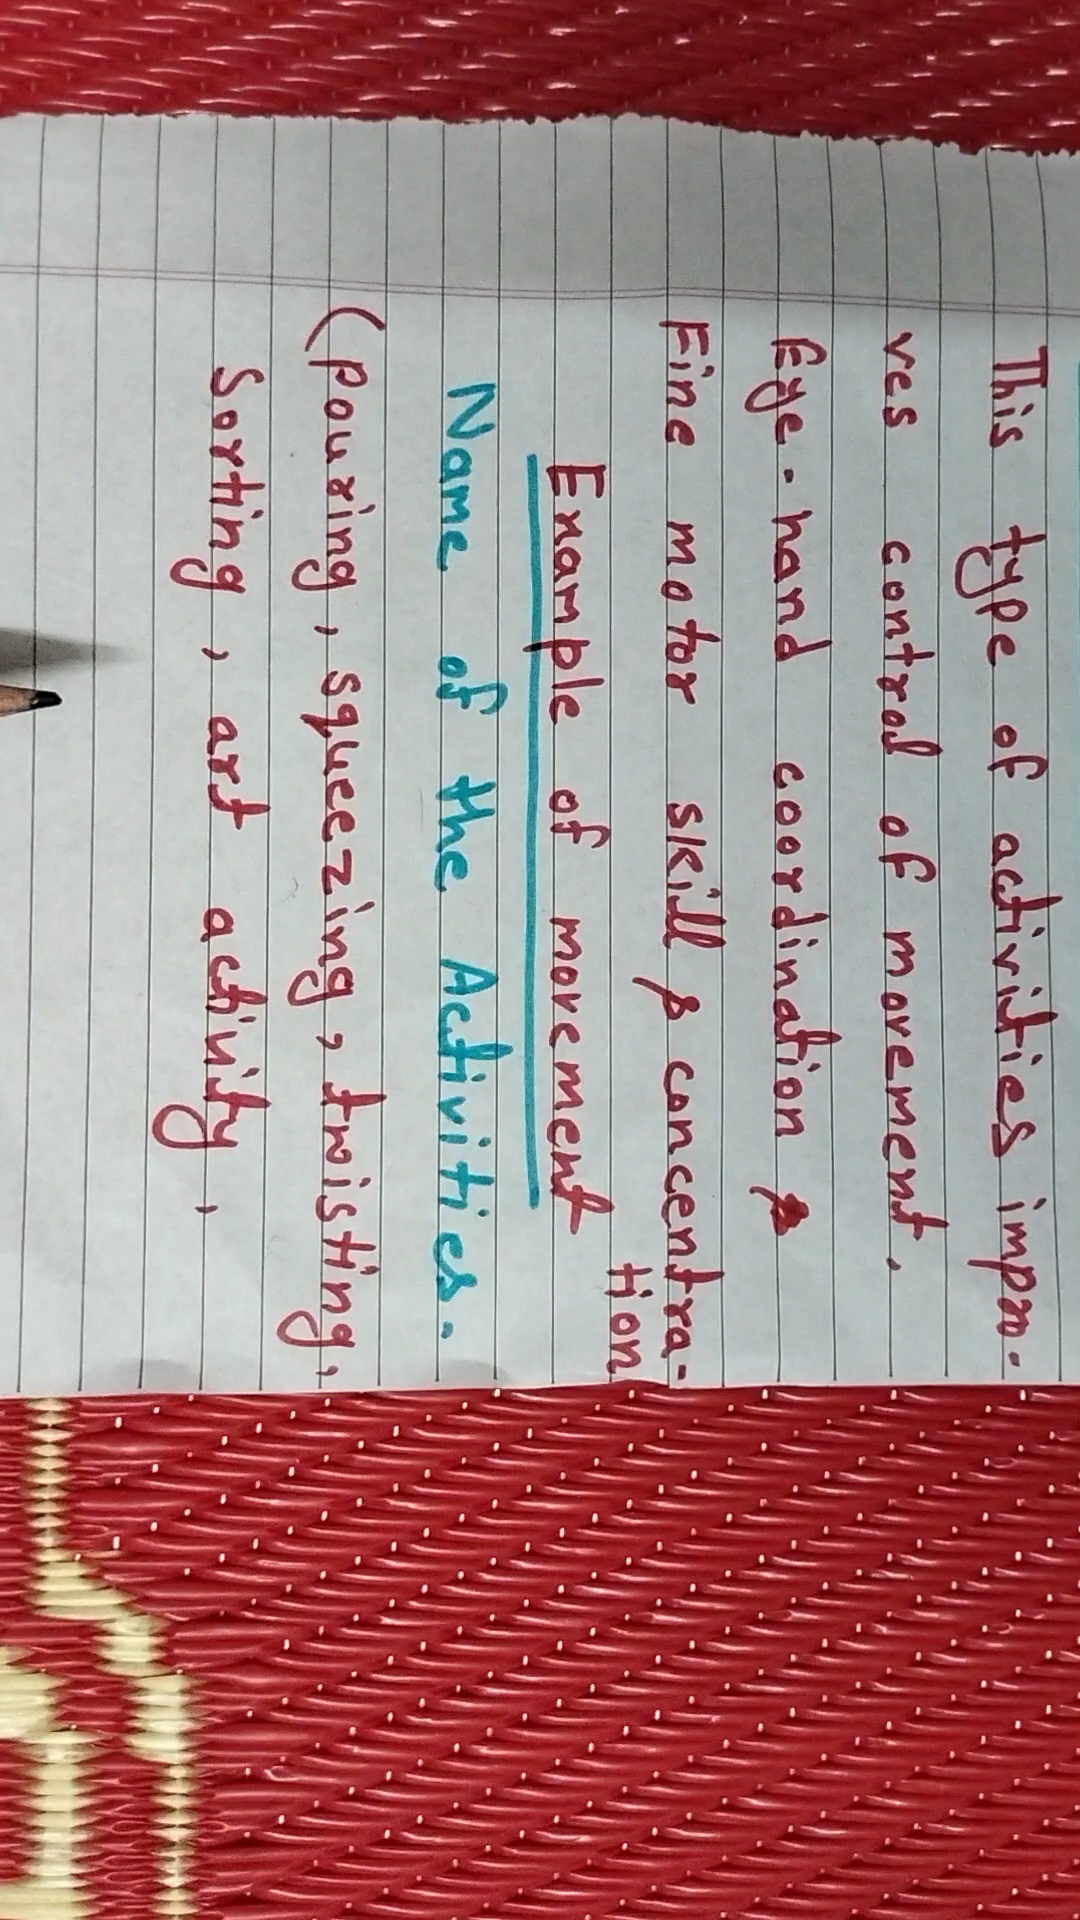 This type of activities impro-
ves control of movement.
Eye-hand coordination &
Fine motor skill & concentra-
tion
Example of movement
Name of the Activities.
(Pouring, squeezing, twisting,
Sorting, art activity,